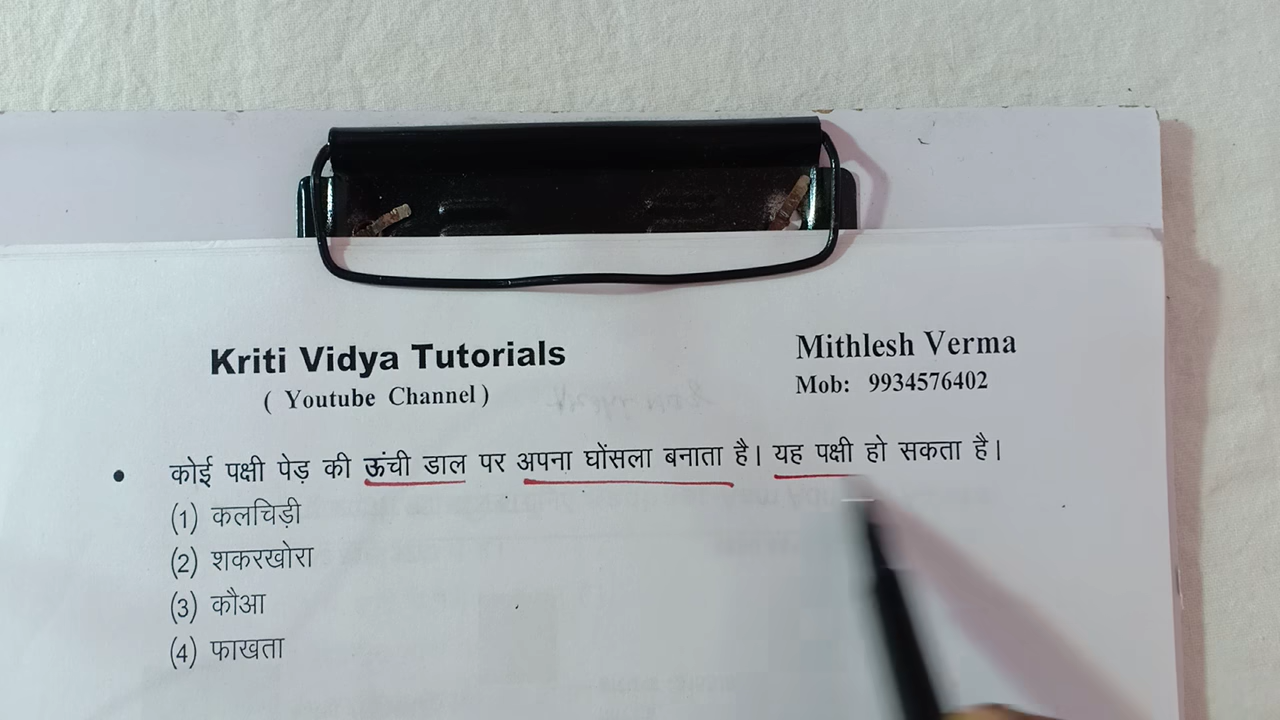 Kriti Vidya Tutorials
( Youtube Channel )
Mithlesh Verma
Mob: 9934576402
• कोई पक्षी पेड़ की ऊंची डाल पर अपना घोंसला बनाता है। यह पक्षी हो सकता है।
(1) कलचिड़ी
(2) शकरखोरा
(3) कौआ
(4) फाखता